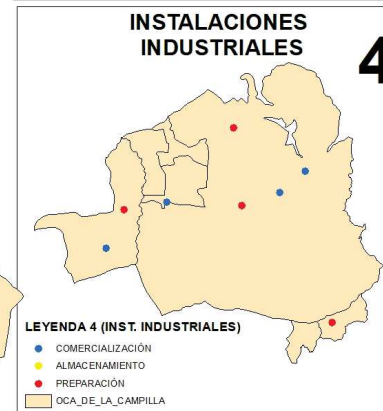 INSTALACIONES
INDUSTRIALES
4
LEYENDA 4 (INST. INDUSTRIALES)
COMERCIALIZACIÓN
ALMACENAMIENTO
PREPARACIÓN
OCA_DE_LA_CAMPILLA